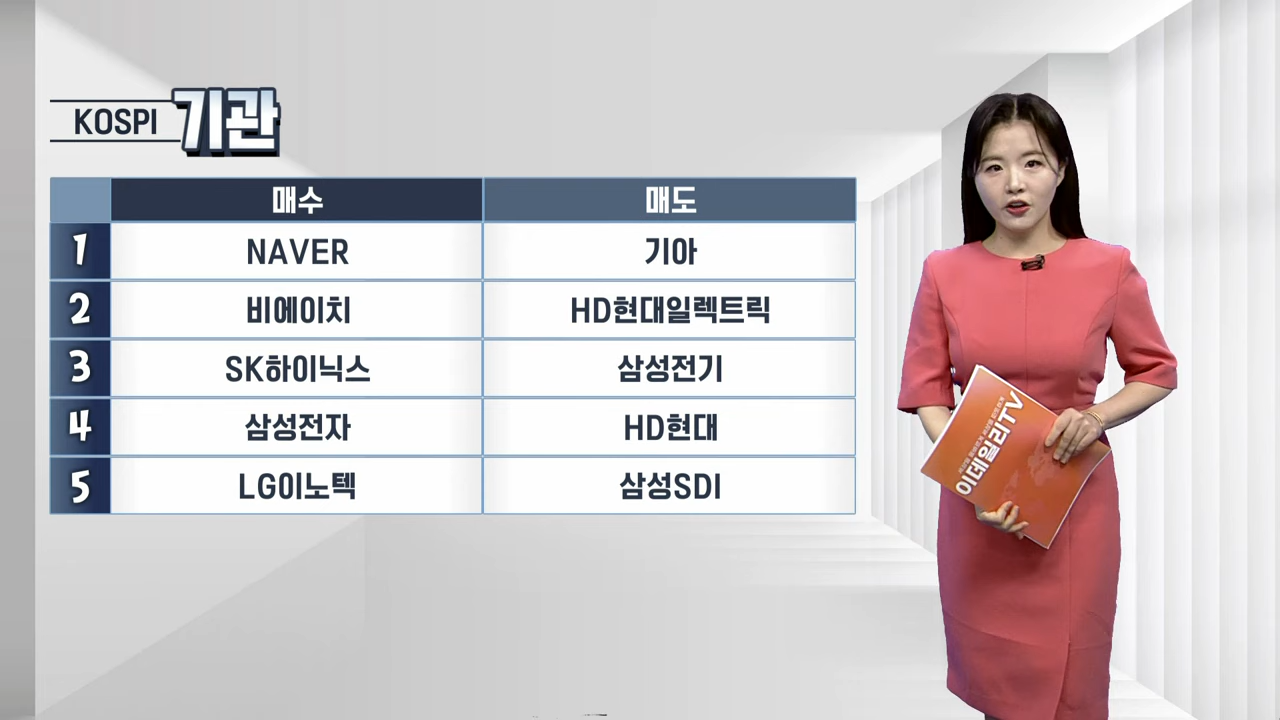 KOSPI 기관
매수 매도
1 NAVER 기아
2 비에이치 HD현대일렉트릭
3 SK하이닉스 삼성전기
4 삼성전자 HD현대
5 LG이노텍 삼성SDI
이데일리TV